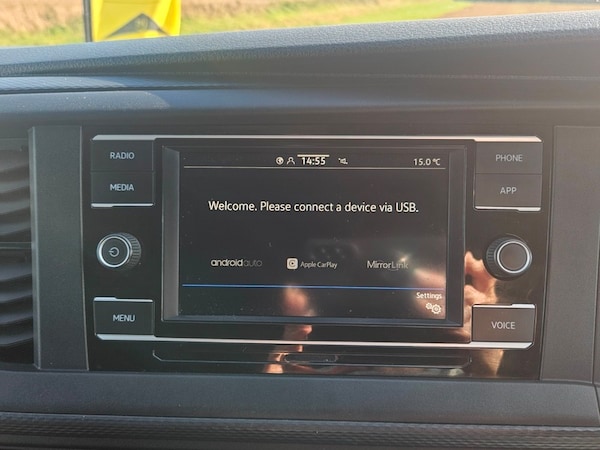 RADIO
MEDIA
MENU
14:55
15.0 °C
Welcome. Please connect a device via USB.
androidauto
Apple CarPlay
MirrorLink
Settings
PHONE
APP
VOICE